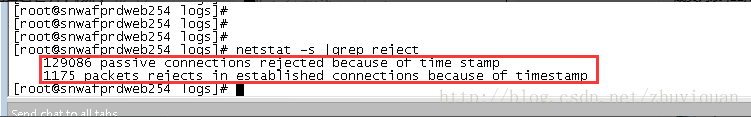 [root@snwafprdweb254 logs]#
[root@snwafprdweb254 logs]#
[root@snwafprdweb254 logs]#
[root@snwafprdweb254 logs]# netstat -s |grep reject
129086 passive connections rejected because of time stamp
1175 packets rejects in established connections because of timestamp
[root@snwafprdweb254 logs]#
http://blog.csdn.net/zhuyiquan
Send chat to all tabs